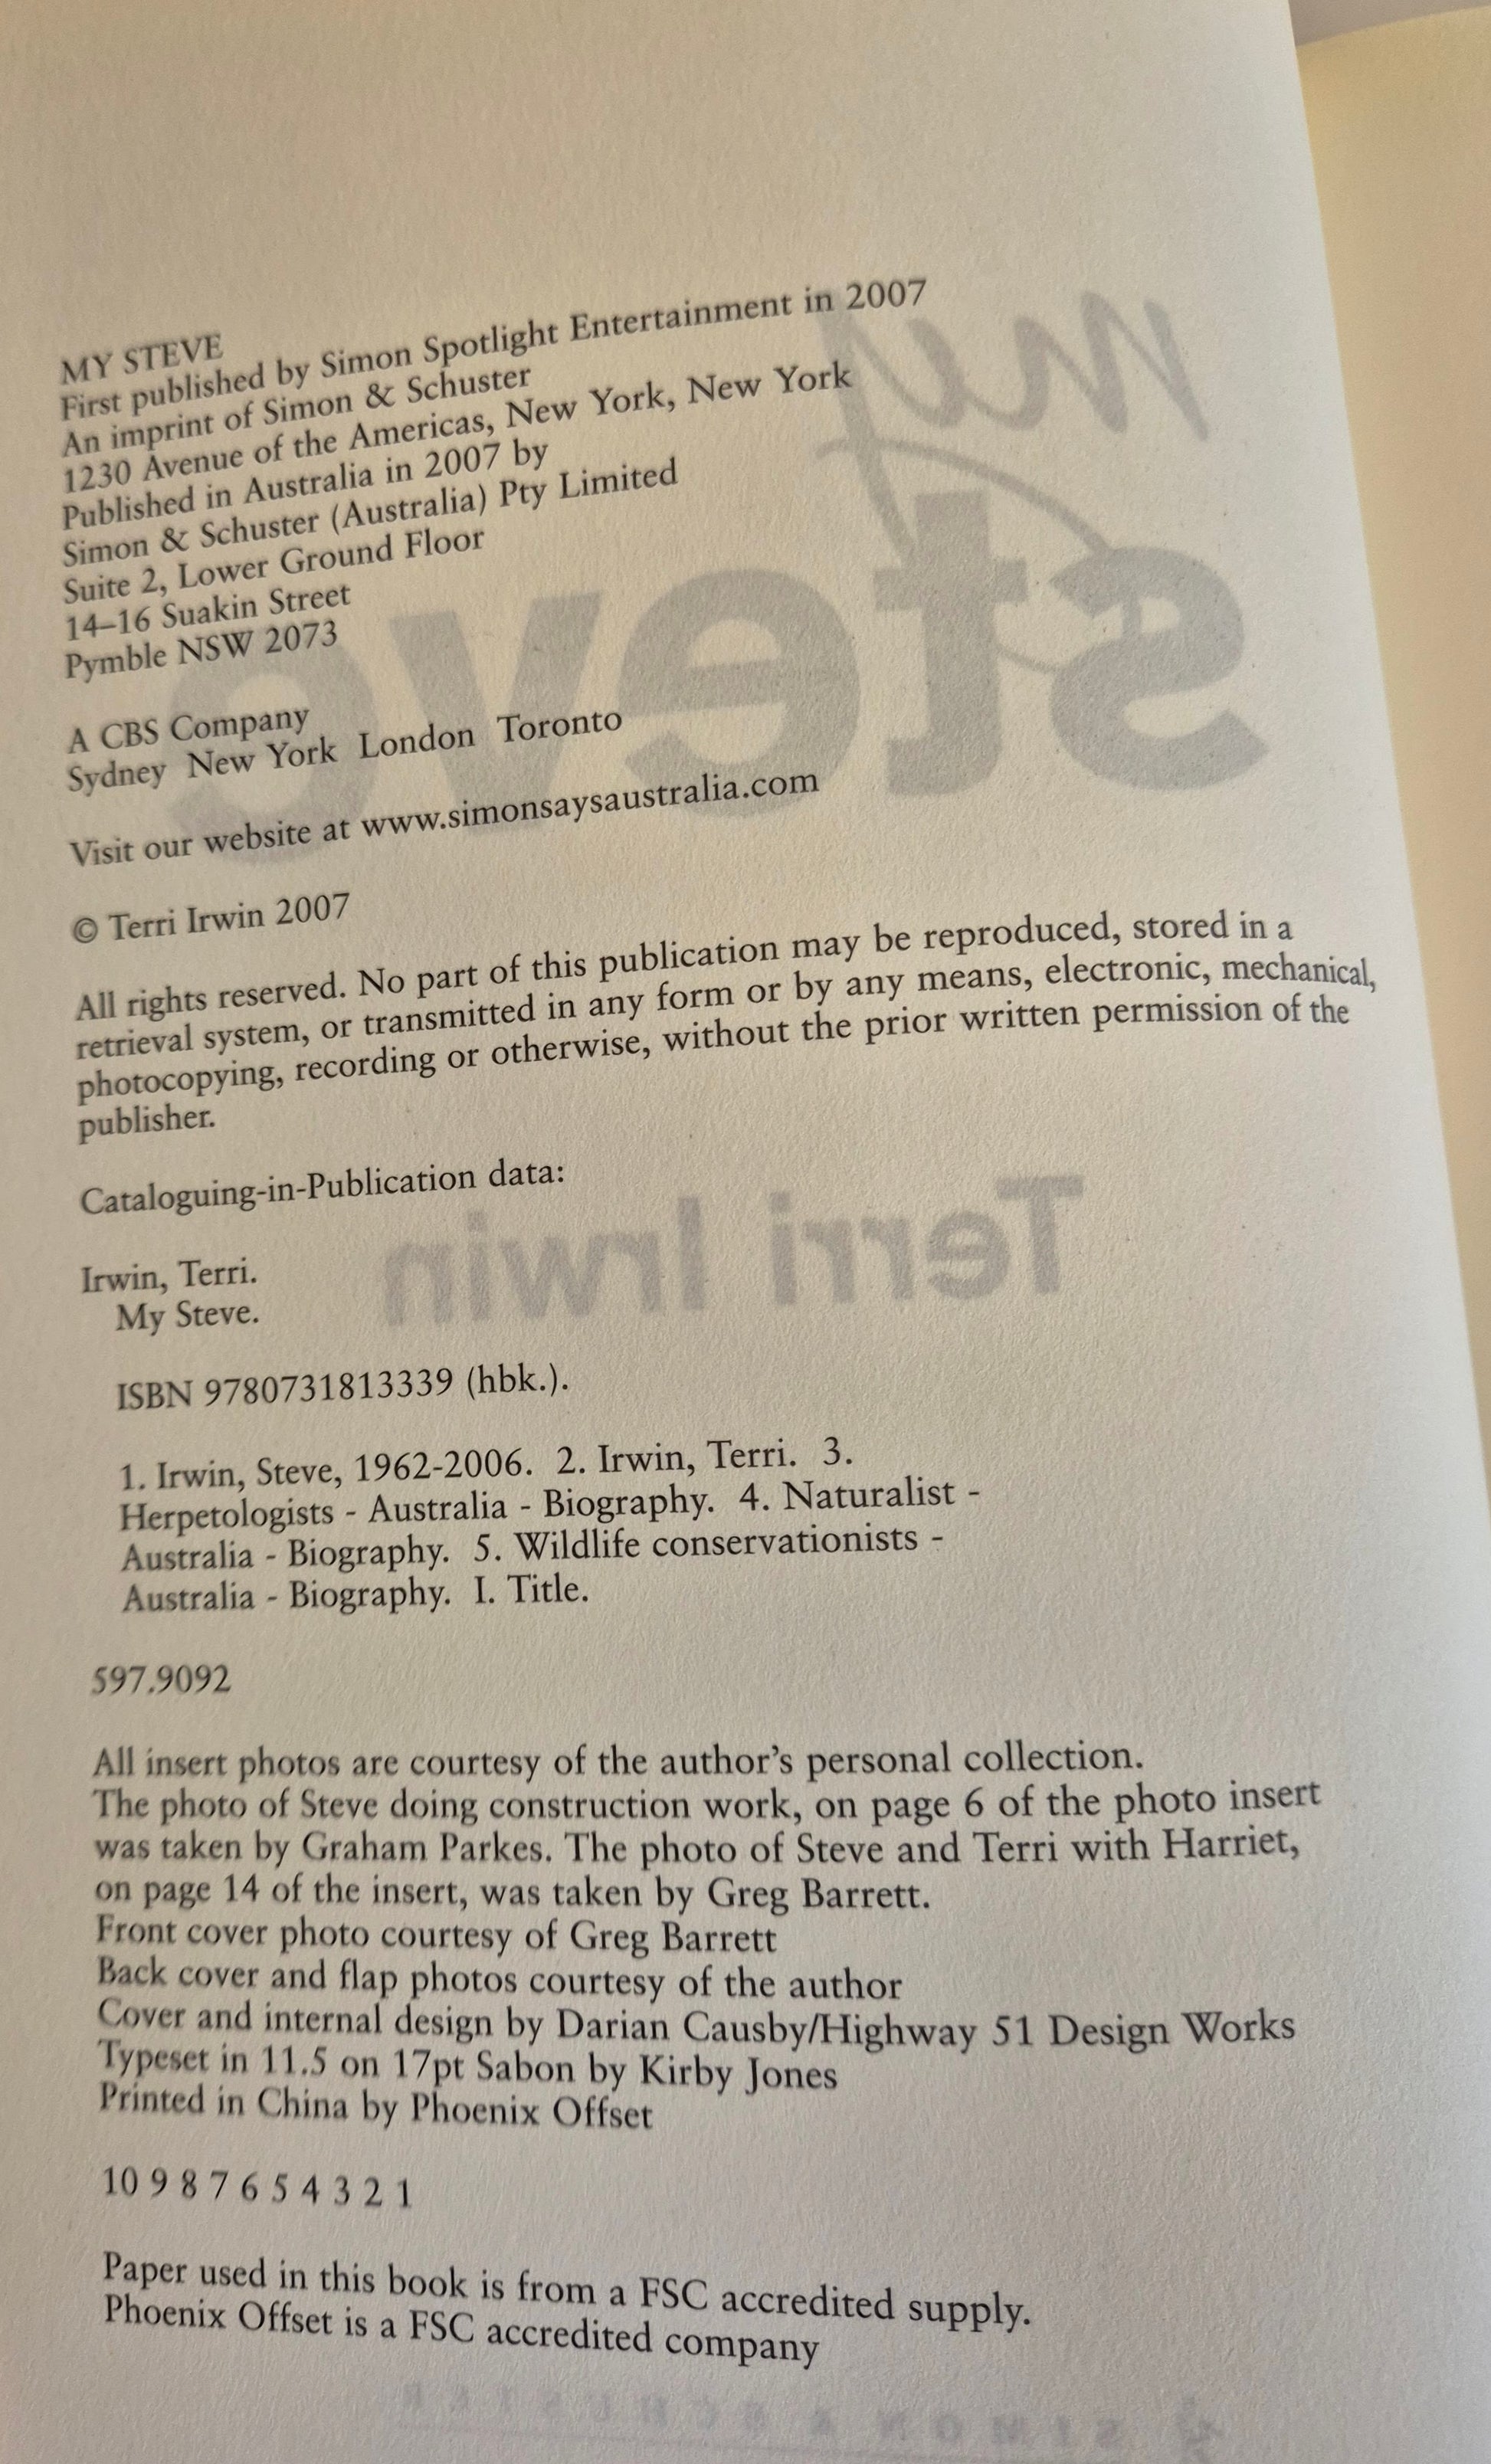 MY STEVE
First published by Simon Spotlight Entertainment in 2007
An imprint of Simon & Schuster
1230 Avenue of the Americas, New York, New York
Published in Australia in 2007 by
Simon & Schuster (Australia) Pty Limited
Suite 2, Lower Ground Floor
14–16 Suakin Street
Pymble NSW 2073
A CBS Company
Sydney New York London Toronto
Visit our website at www.simonsaysaustralia.com
© Terri Irwin 2007
All rights reserved. No part of this publication may be reproduced, stored in a
retrieval system, or transmitted in any form or by any means, electronic, mechanical,
photocopying, recording or otherwise, without the prior written permission of the
publisher.
Cataloguing-in-Publication data:
Irwin, Terri.
My Steve.
ISBN 9780731813339 (hbk.).
1. Irwin, Steve, 1962-2006. 2. Irwin, Terri. 3.
Herpetologists - Australia - Biography. 4. Naturalist -
Australia - Biography. 5. Wildlife conservationists -
Australia - Biography. I. Title.
597.9092
All insert photos are courtesy of the author’s personal collection.
The photo of Steve doing construction work, on page 6 of the photo insert
was taken by Graham Parkes. The photo of Steve and Terri with Harriet,
on page 14 of the insert, was taken by Greg Barrett.
Front cover photo courtesy of Greg Barrett
Back cover and flap photos courtesy of the author
Cover and internal design by Darian Causby/Highway 51 Design Works
Typeset in 11.5 on 17pt Sabon by Kirby Jones
Printed in China by Phoenix Offset
10 9 8 7 6 5 4 3 2 1
Paper used in this book is from a FSC accredited supply.
Phoenix Offset is a FSC accredited company
my
steve
Terri Irwin
SIMON & SCHUSTER